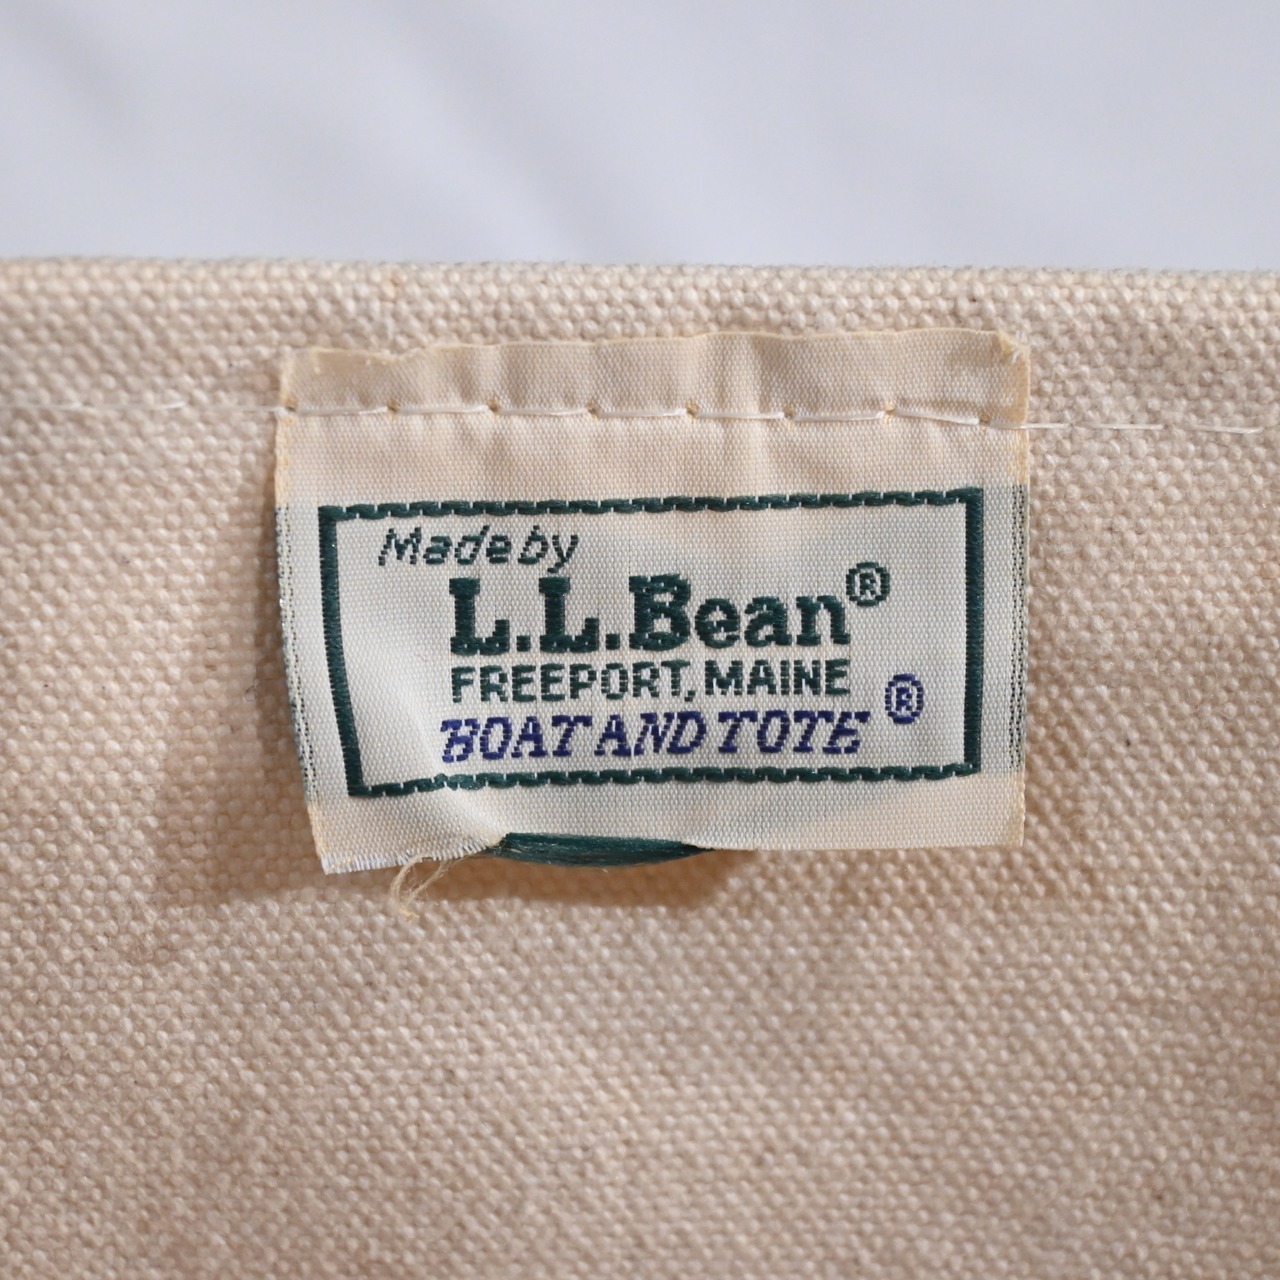 Made by
L.L.Bean®
FREEPORT, MAINE
BOAT AND TOTE®